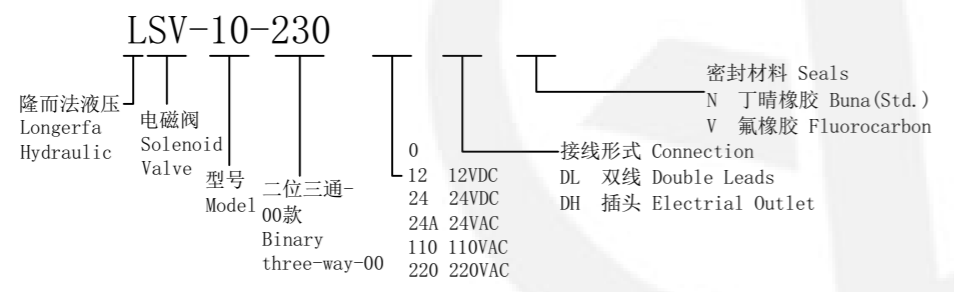 LSV-10-230
隆而法液压
Longerfa
Hydraulic
电磁阀
Solenoid
Valve
型号
Model
二位三通-
00款
Binary
three-way-00
0
12 12VDC
24 24VDC
24A 24VAC
110 110VAC
220 220VAC
接线形式 Connection
DL 双线 Double Leads
DH 插头 Electrial Outlet
密封材料 Seals
N 丁晴橡胶 Buna(Std.)
V 氟橡胶 Fluorocarbon